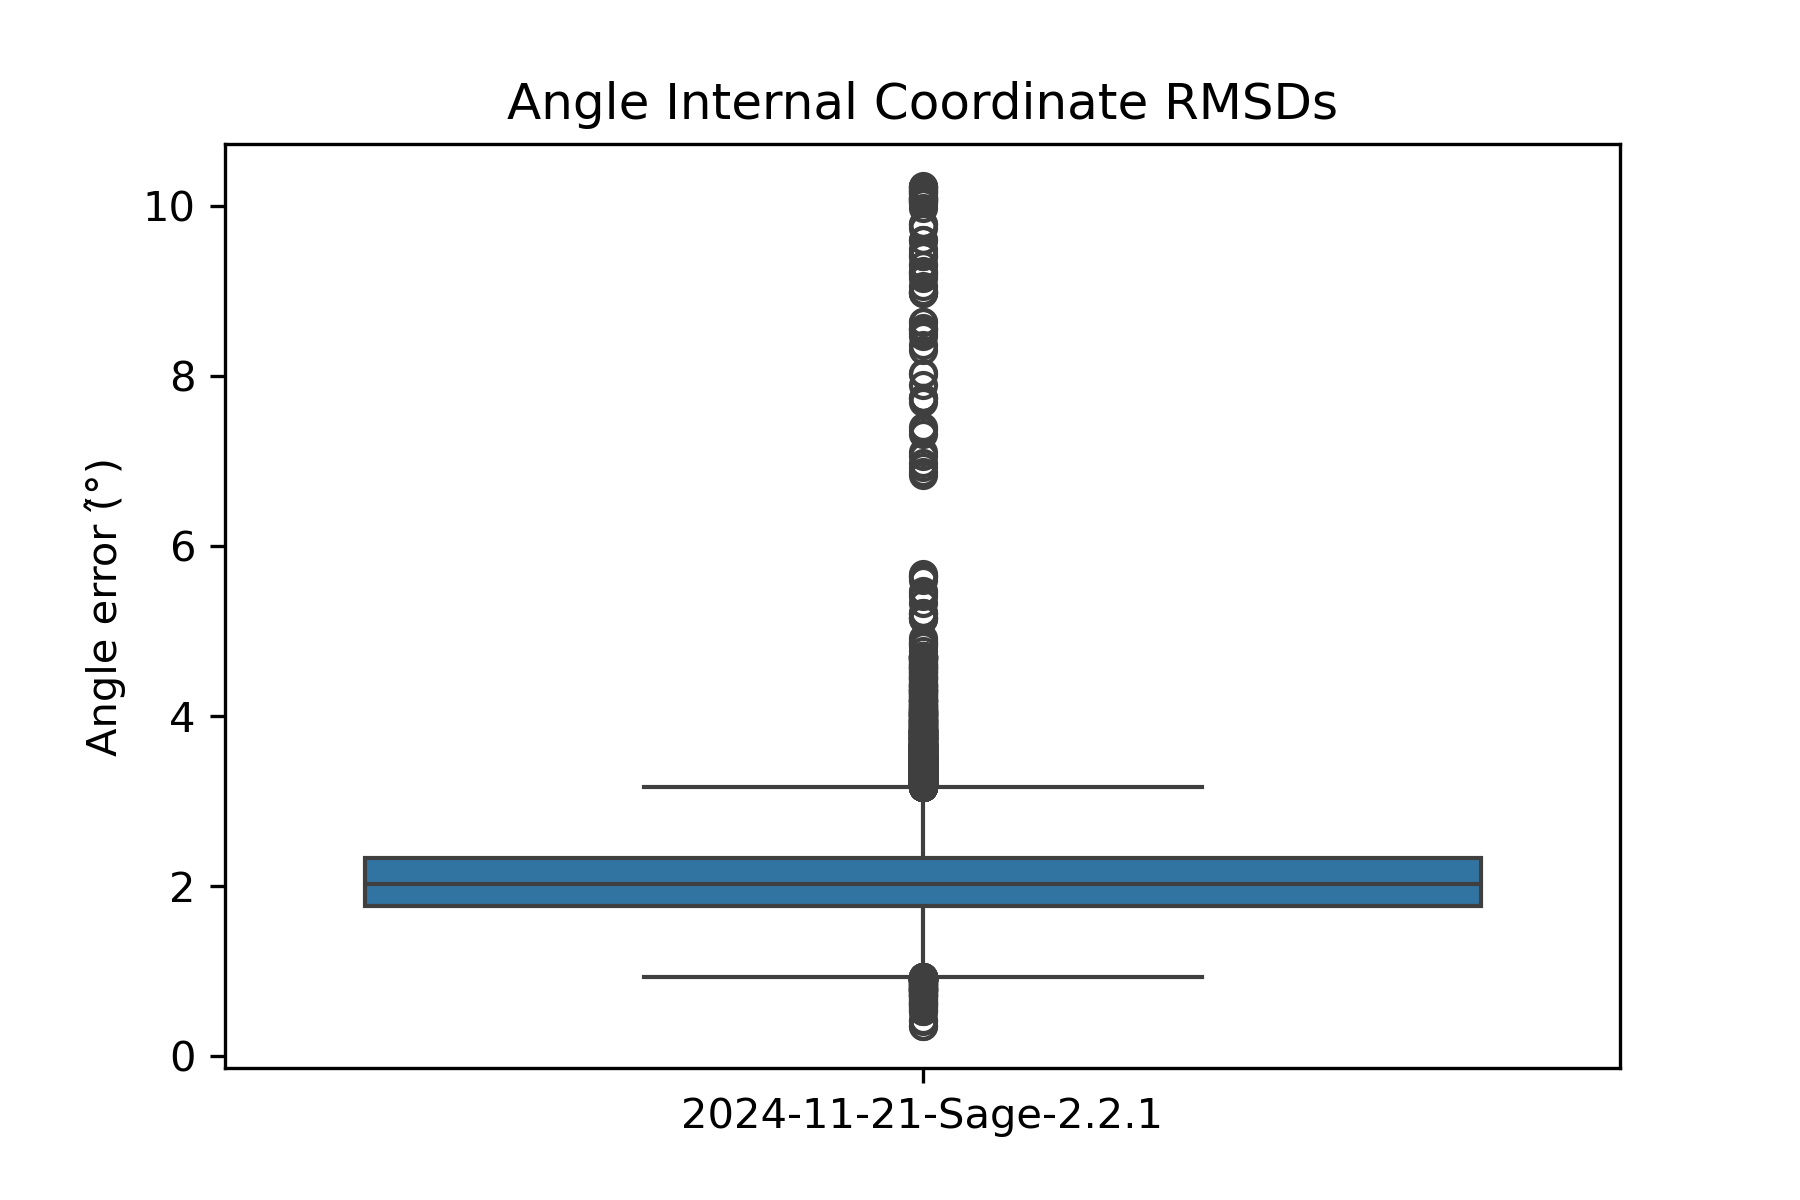 Angle Internal Coordinate RMSDs
10
8
6
4
2
0
Angle error (̋°)
2024-11-21-Sage-2.2.1